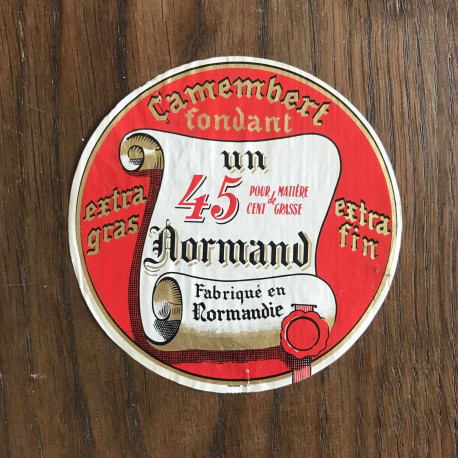 Camembert
fondant
extra
gras
un
45 POUR CENT de MATIÈRE GRASSE
Normand
Fabriqué en
Normandie
extra
fin